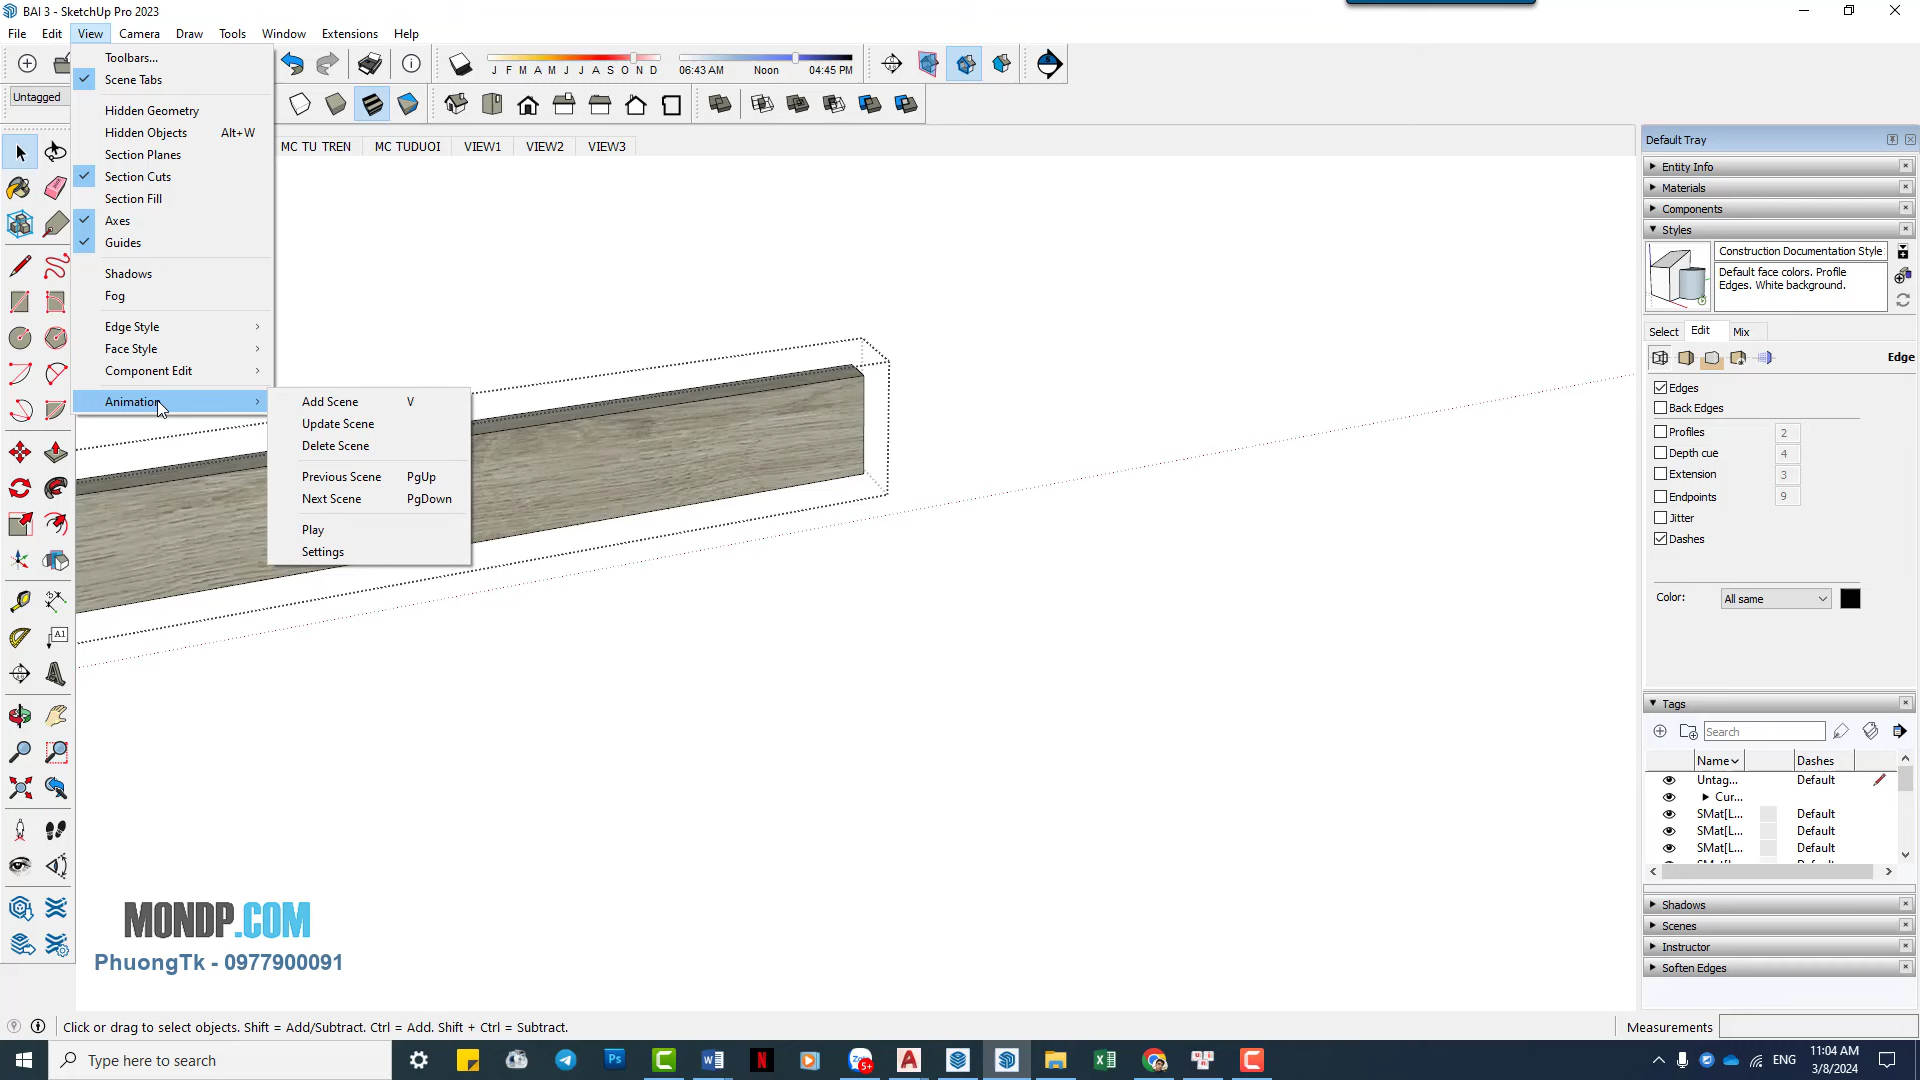 BAI 3 - SketchUp Pro 2023
File Edit View Camera Draw Tools Window Extensions Help
J F M A M J J A S O N D
06:43 AM Noon 04:45 PM
Untagged
Toolbars...
Scene Tabs
Hidden Geometry
Hidden Objects Alt+W
Section Planes
Section Cuts
Section Fill
Axes
Guides
Shadows
Fog
Edge Style
Face Style
Component Edit
Animation
MC TU TREN MC TUDUOI VIEW1 VIEW2 VIEW3
Add Scene V
Update Scene
Delete Scene
Previous Scene PgUp
Next Scene PgDown
Play
Settings
A1
Default Tray
Entity Info
Materials
Components
Styles
Construction Documentation Style
Default face colors. Profile
Edges. White background.
Select Edit Mix
Edge
Edges
Back Edges
Profiles 2
Depth cue 4
Extension 3
Endpoints 9
Jitter
Dashes
Color: All same
Tags
Search
Name Dashes
Untag... Default
Cur...
SMat[L... Default
SMat[L... Default
SMat[L... Default
Shadows
Scenes
Instructor
Soften Edges
MONDP.COM
PhuongTk - 0977900091
Click or drag to select objects. Shift = Add/Subtract. Ctrl = Add. Shift + Ctrl = Subtract.
Measurements
Type here to search
ENG
11:04 AM
3/8/2024